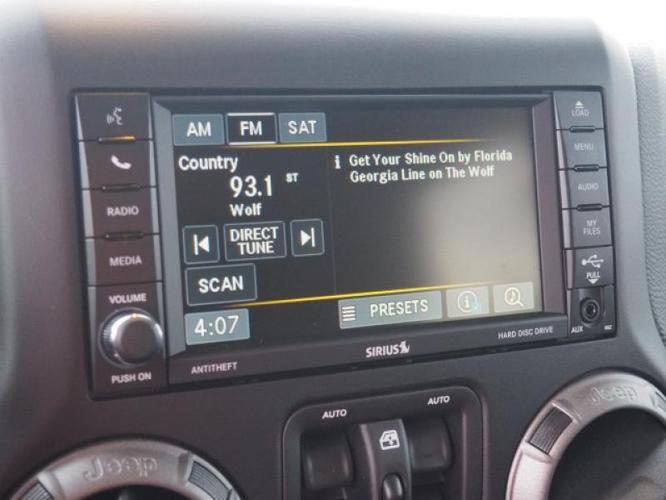 AM FM SAT
Country
93.1 ST
Wolf
DIRECT
TUNE
SCAN
4:07
i Get Your Shine On by Florida
Georgia Line on The Wolf
PRESETS
RADIO
MEDIA
VOLUME
PUSH ON
ANTITHEFT
SIRIUS
HARD DISC DRIVE
LOAD
MENU
AUDIO
MY
FILES
PULL
AUX
AUTO AUTO
Jeep
Jeep